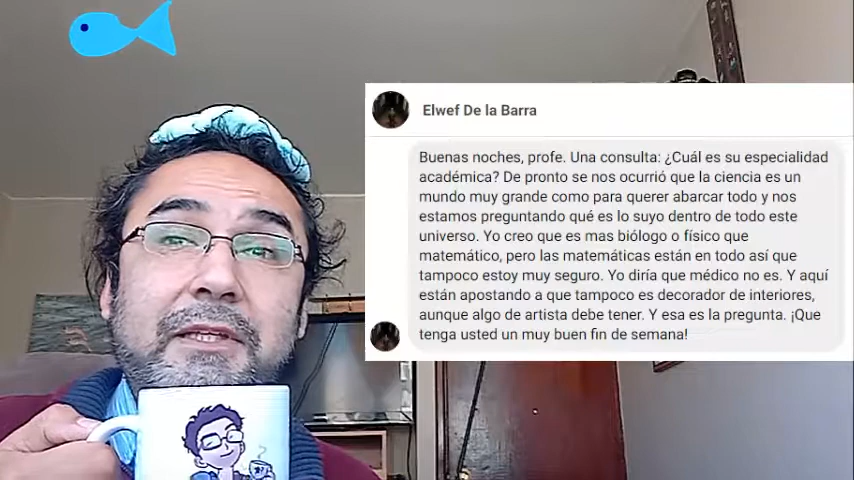 Elwef De la Barra
Buenas noches, profe. Una consulta: ¿Cuál es su especialidad
académica? De pronto se nos ocurrió que la ciencia es un
mundo muy grande como para querer abarcar todo y nos
estamos preguntando qué es lo suyo dentro de todo este
universo. Yo creo que es mas biólogo o físico que
matemático, pero las matemáticas están en todo así que
tampoco estoy muy seguro. Yo diría que médico no es. Y aquí
están apostando a que tampoco es decorador de interiores,
aunque algo de artista debe tener. Y esa es la pregunta. ¡Que
tenga usted un muy buen fin de semana!